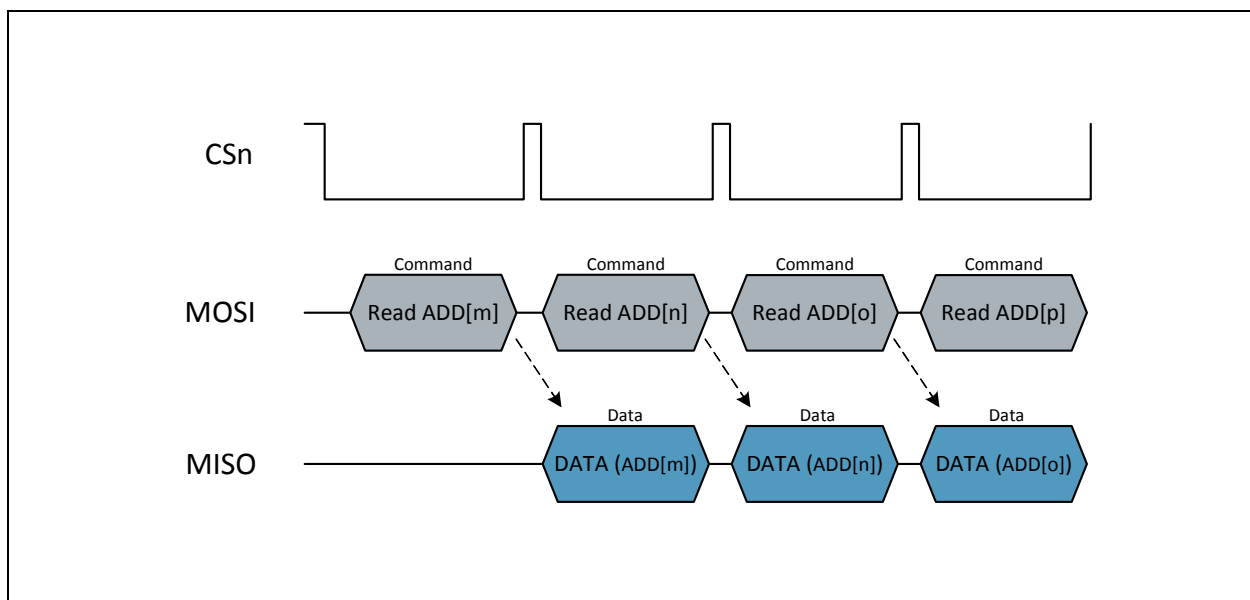 CSn
Command Command Command Command
MOSI Read ADD[m] Read ADD[n] Read ADD[o] Read ADD[p]
Data Data Data
MISO DATA (ADD[m]) DATA (ADD[n]) DATA (ADD[o])